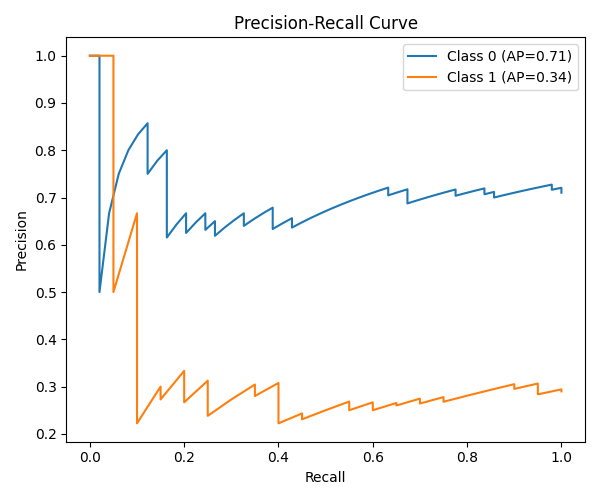 Precision-Recall Curve
Class 0 (AP=0.71)
Class 1 (AP=0.34)
Precision
1.0
0.9
0.8
0.7
0.6
0.5
0.4
0.3
0.2
0.0 0.2 0.4 0.6 0.8 1.0
Recall